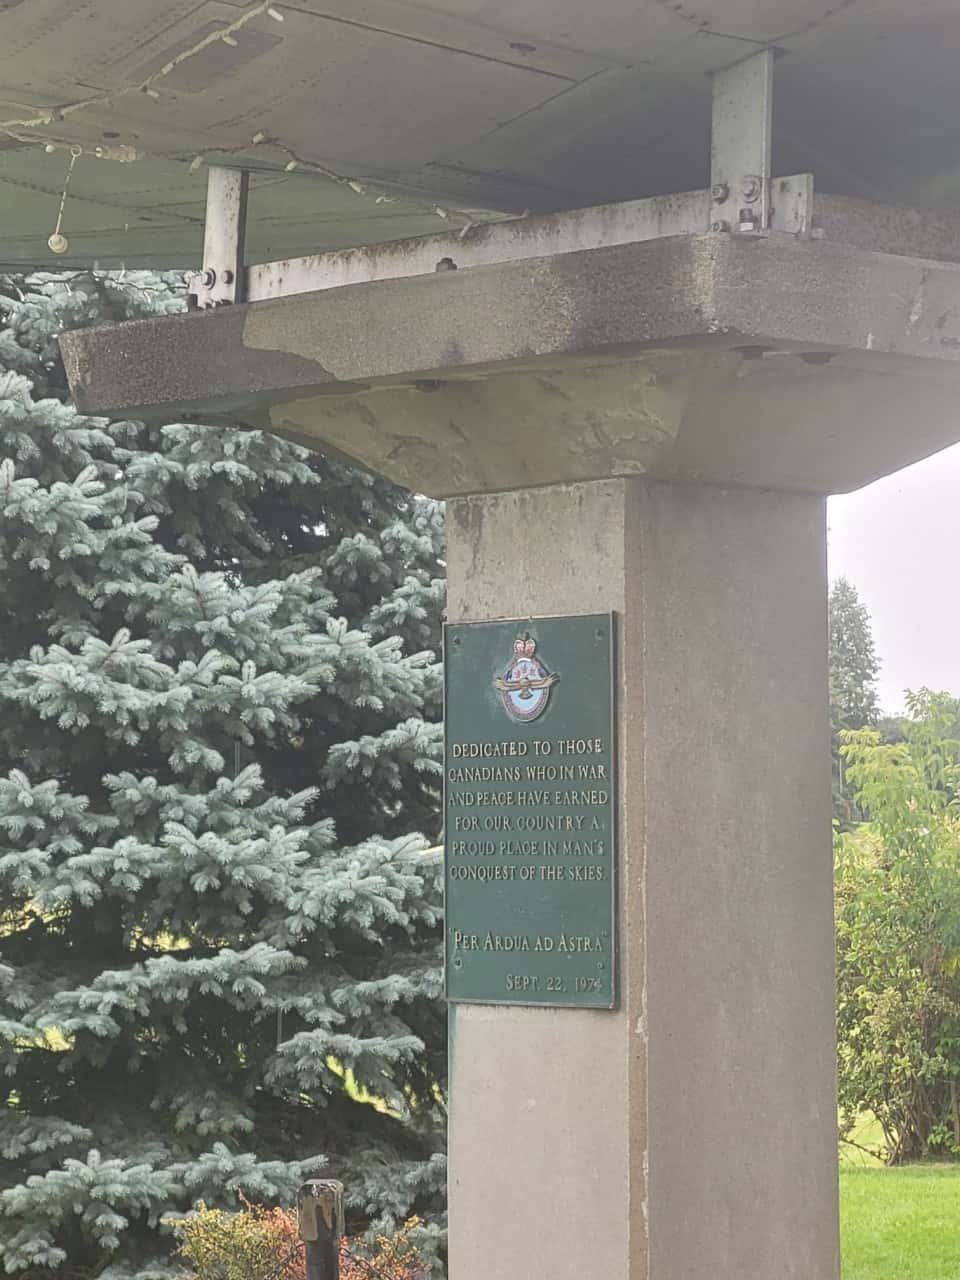 DEDICATED TO THOSE
CANADIANS WHO IN WAR
AND PEACE HAVE EARNED
FOR OUR COUNTRY A
PROUD PLACE IN MAN'S
CONQUEST OF THE SKIES.
"PER ARDUA AD ASTRA"
SEPT. 22, 1974